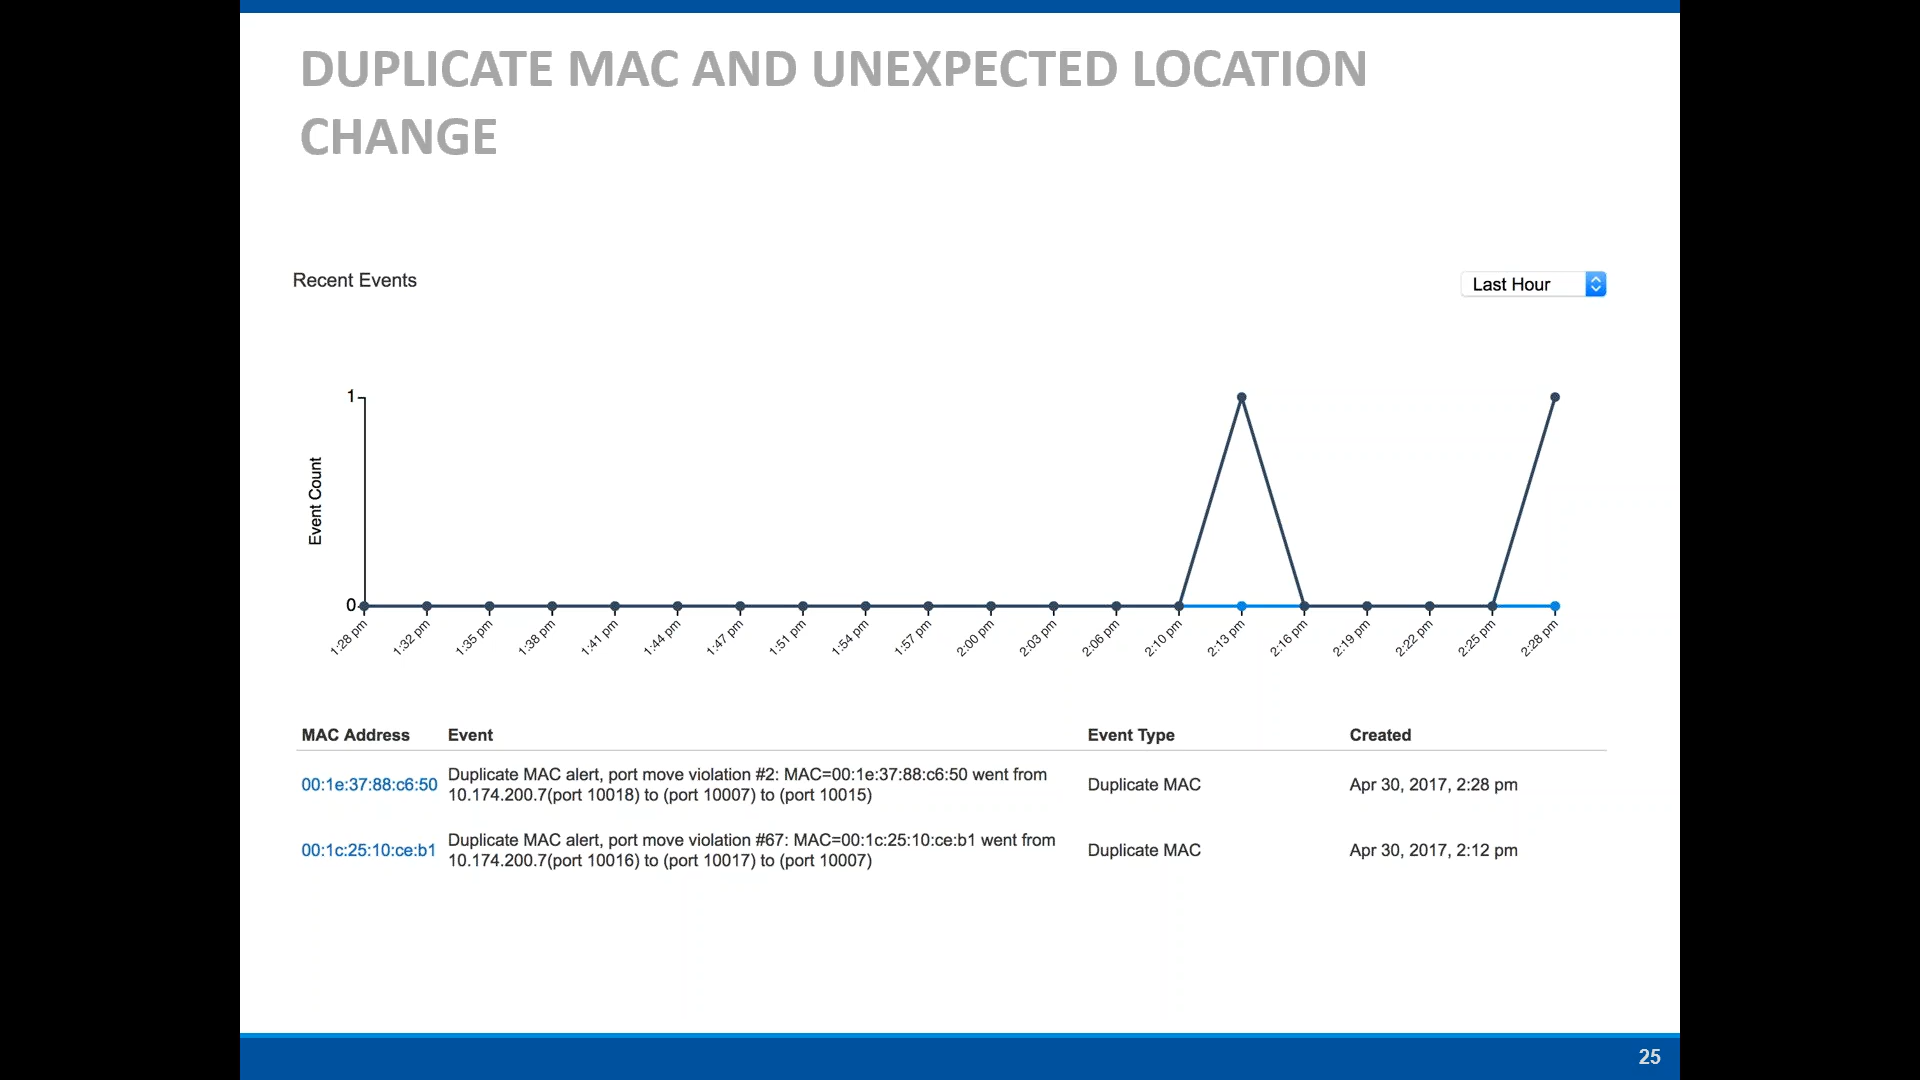 DUPLICATE MAC AND UNEXPECTED LOCATION
CHANGE
Recent Events
Last Hour
1
Event Count
0
1:28 pm
1:32 pm
1:35 pm
1:38 pm
1:41 pm
1:44 pm
1:47 pm
1:51 pm
1:54 pm
1:57 pm
2:00 pm
2:03 pm
2:06 pm
2:10 pm
2:13 pm
2:16 pm
2:19 pm
2:22 pm
2:25 pm
2:28 pm
MAC Address Event Event Type Created
00:1e:37:88:c6:50
Duplicate MAC alert, port move violation #2: MAC=00:1e:37:88:c6:50 went from
10.174.200.7(port 10018) to (port 10007) to (port 10015)
Duplicate MAC
Apr 30, 2017, 2:28 pm
00:1c:25:10:ce:b1
Duplicate MAC alert, port move violation #67: MAC=00:1c:25:10:ce:b1 went from
10.174.200.7(port 10016) to (port 10017) to (port 10007)
Duplicate MAC
Apr 30, 2017, 2:12 pm
25